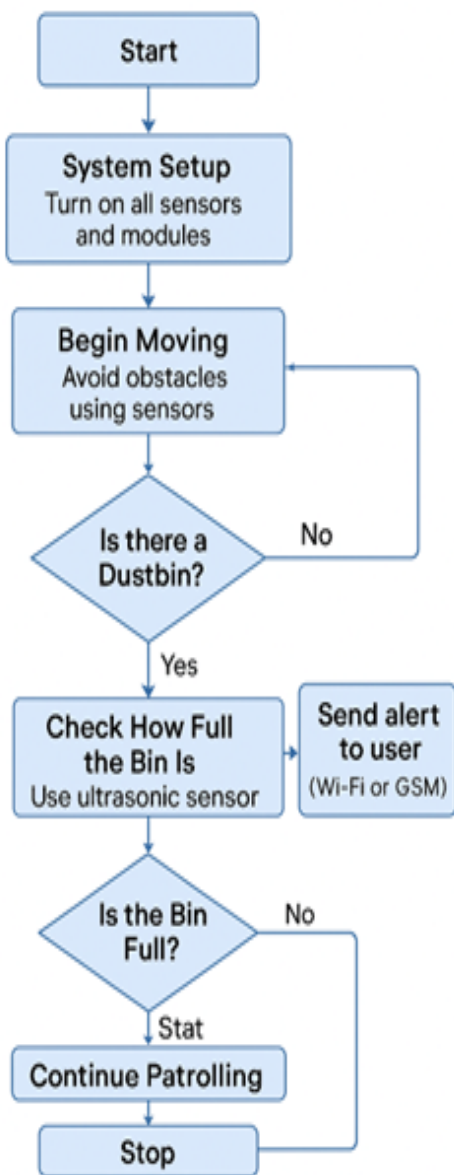 Start
System Setup
Turn on all sensors
and modules
Begin Moving
Avoid obstacles
using sensors
Is there a
Dustbin?
No
Yes
Check How Full
the Bin Is
Use ultrasonic sensor
Send alert
to user
(Wi-Fi or GSM)
Is the Bin
Full?
No
Stat
Continue Patrolling
Stop